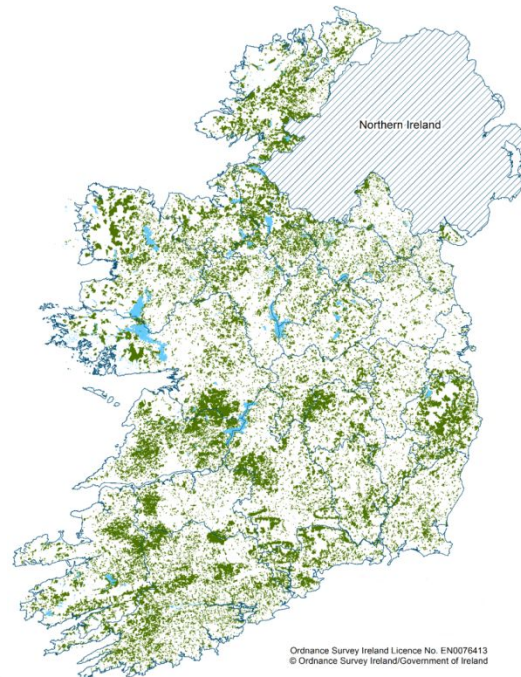 Northern Ireland
Ordnance Survey Ireland Licence No. EN0076413
© Ordnance Survey Ireland/Government of Ireland